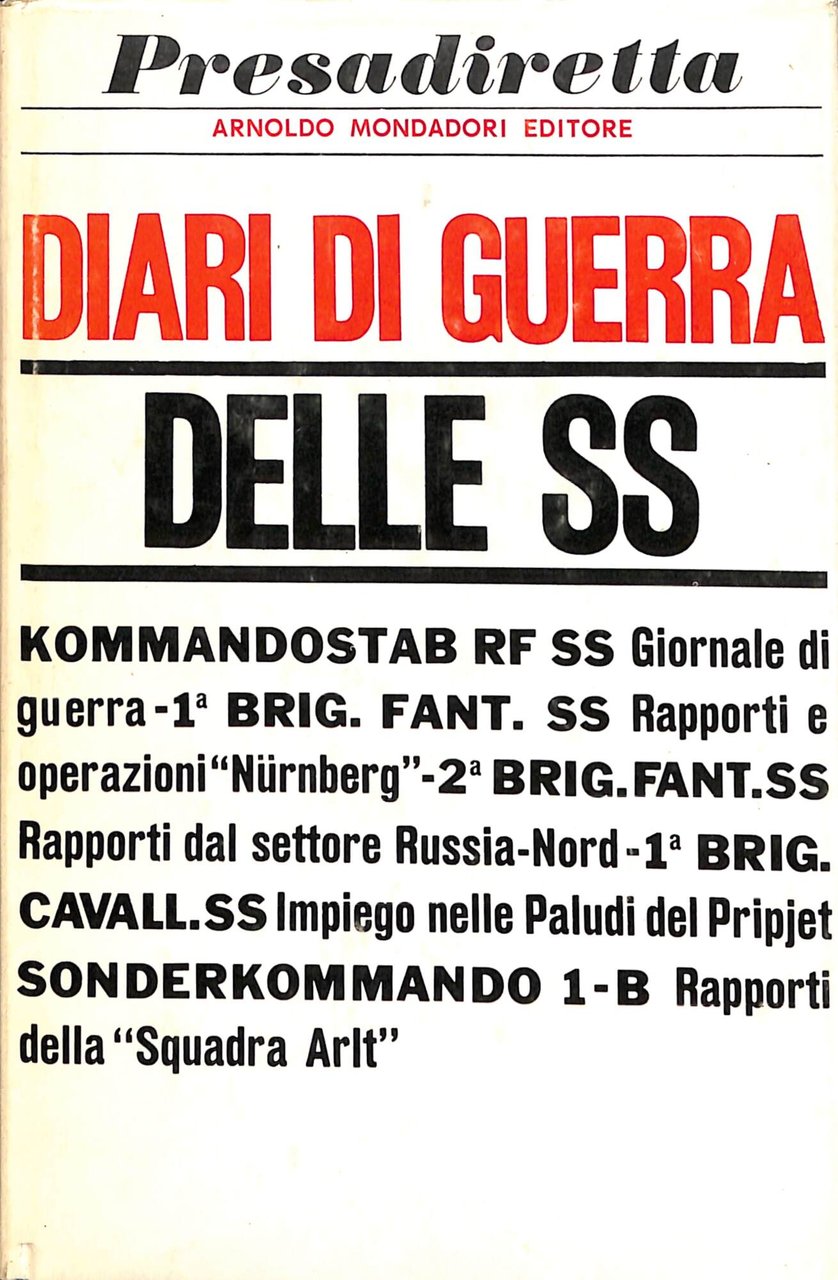 Presadiretta
ARNOLDO MONDADORI EDITORE
DIARI DI GUERRA
DELLE SS
KOMMANDOSTAB RF SS Giornale di
guerra-1ª BRIG. FANT. SS Rapporti e
operazioni“Nürnberg”-2ª BRIG.FANT.SS
Rapporti dal settore Russia-Nord-1ª BRIG.
CAVALL.SS Impiego nelle Paludi del Pripjet
SONDERKOMMANDO 1-B Rapporti
della “Squadra Arlt”